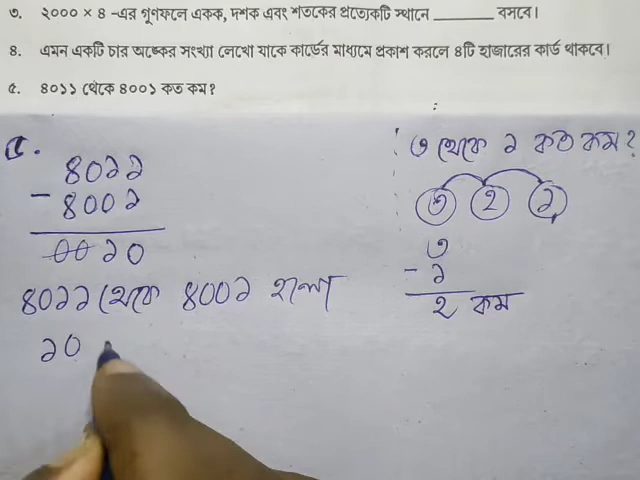 ৩. ২০০০ × ৪ -এর গুণফলে একক, দশক এবং শতকের প্রত্যেকটি স্থানে ________ বসবে।
৪. এমন একটি চার অঙ্কের সংখ্যা লেখো যাকে কার্ডের মাধ্যমে প্রকাশ করলে ৪টি হাজারের কার্ড থাকবে।
৫. ৪০১১ থেকে ৪০০১ কত কম?
৫.
৪০১১
- ৪০০১
০০১০
৪০১১ থেকে ৪০০১ হলো
১০
৩ থেকে ১ কত কম?
৩ ২ ১
৩
- ১
২ কম